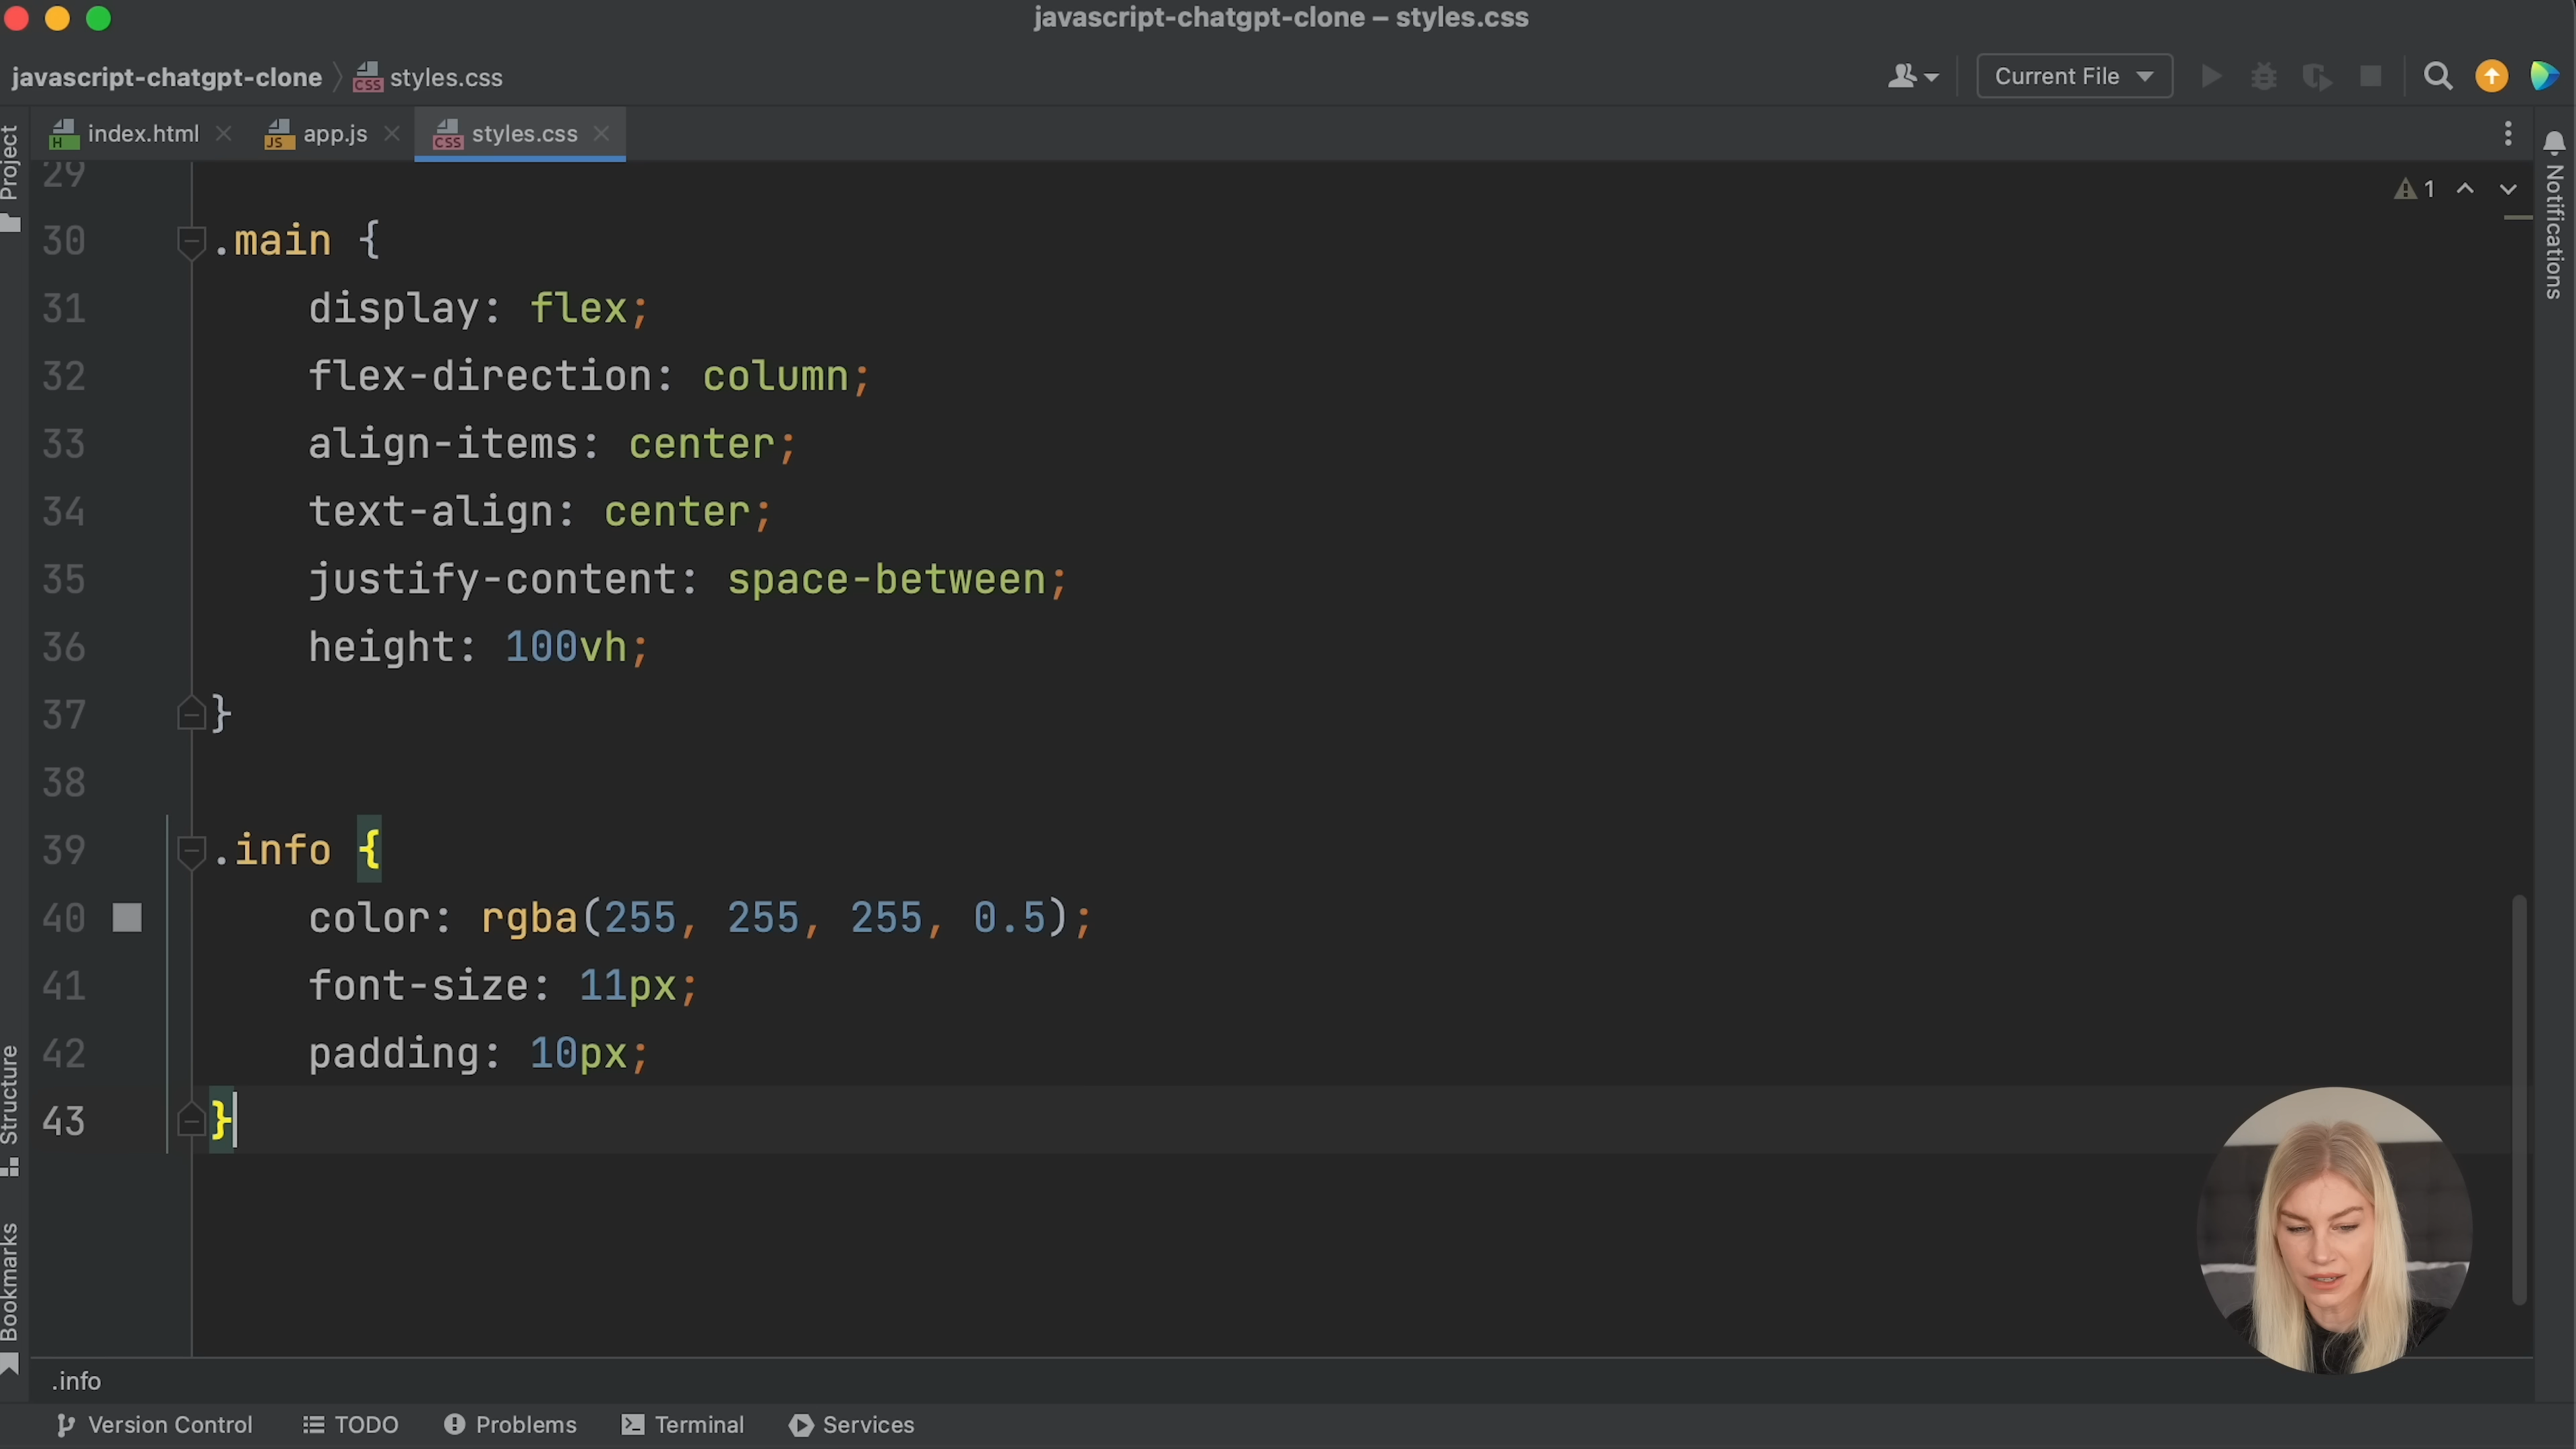 javascript-chatgpt-clone – styles.css
javascript-chatgpt-clone styles.css
Current File
index.html app.js styles.css
Project
Notifications
1
29
30 .main {
31 display: flex;
32 flex-direction: column;
33 align-items: center;
34 text-align: center;
35 justify-content: space-between;
36 height: 100vh;
37 }
38
39 .info {
40 color: rgba(255, 255, 255, 0.5);
41 font-size: 11px;
42 padding: 10px;
43 }
Structure
Bookmarks
.info
Version Control TODO Problems Terminal Services